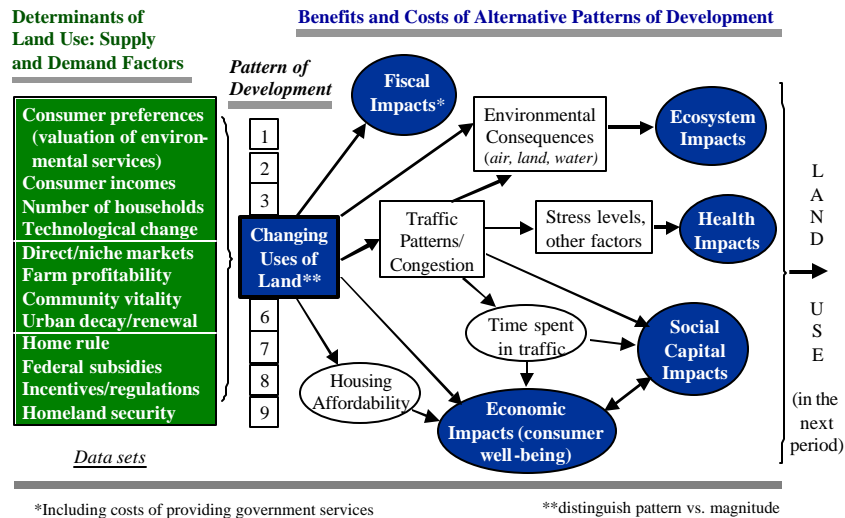 Determinants of
Land Use: Supply
and Demand Factors
Benefits and Costs of Alternative Patterns of Development
Pattern of
Development
Consumer preferences
(valuation of environ-
mental services)
Consumer incomes
Number of households
Technological change
Direct/niche markets
Farm profitability
Community vitality
Urban decay/renewal
Home rule
Federal subsidies
Incentives/regulations
Homeland security
Data sets
1
2
3
Changing
Uses of
Land**
6
7
8
9
Fiscal
Impacts*
Environmental
Consequences
(air, land, water)
Ecosystem
Impacts
Traffic
Patterns/
Congestion
Stress levels,
other factors
Health
Impacts
Time spent
in traffic
Social
Capital
Impacts
Housing
Affordability
Economic
Impacts (consumer
well-being)
L
A
N
D
U
S
E
(in the
next
period)
*Including costs of providing government services
**distinguish pattern vs. magnitude